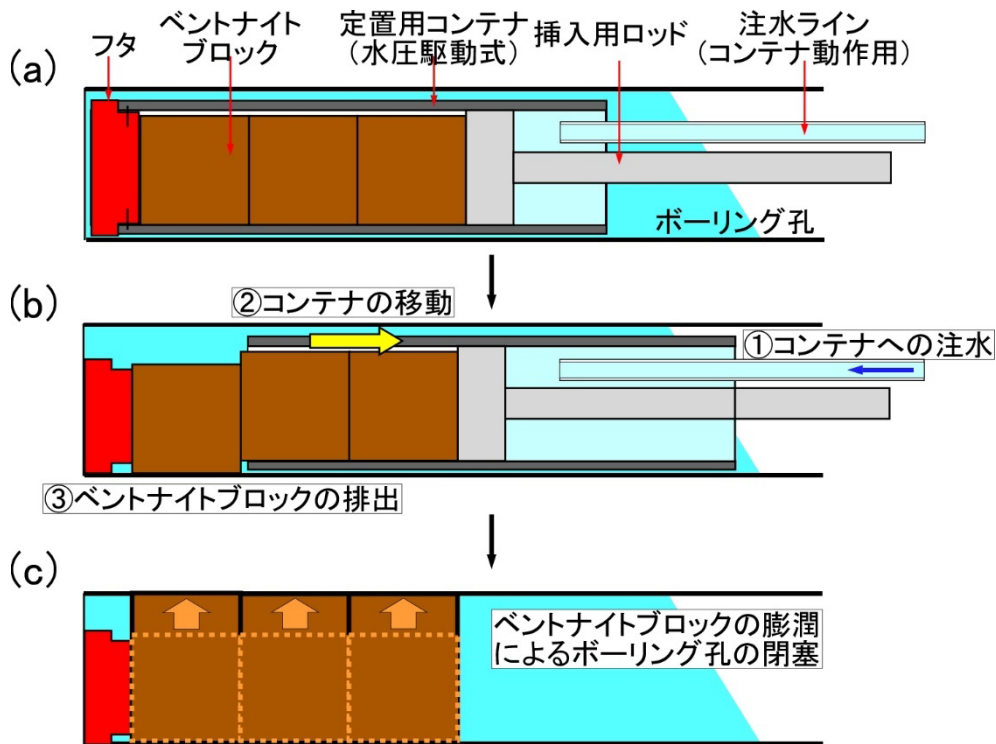 (a)
フタ
ベントナイト
ブロック
定置用コンテナ
(水圧駆動式)
挿入用ロッド
注水ライン
(コンテナ動作用)
ボーリング孔
(b)
②コンテナの移動
①コンテナへの注水
③ベントナイトブロックの排出
(c)
ベントナイトブロックの膨潤
によるボーリング孔の閉塞